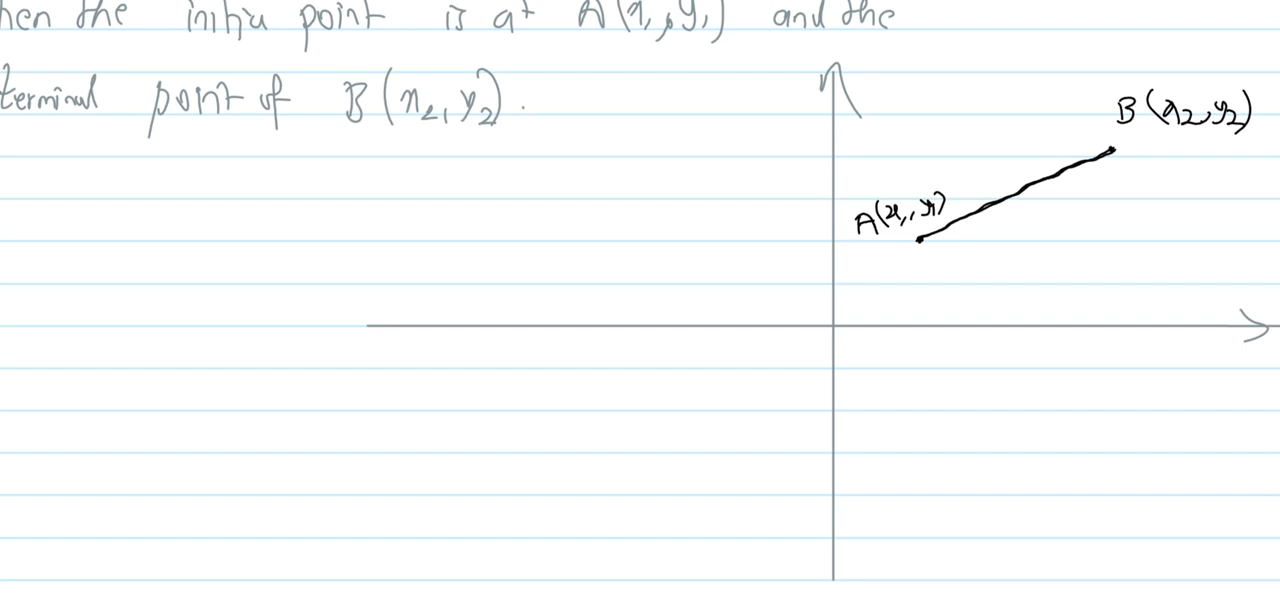 hen the initia point is at A(x₁, y₁) and the
terminal point of B(x₂, y₂).
B(x₂, y₂)
A(x₁, y₁)